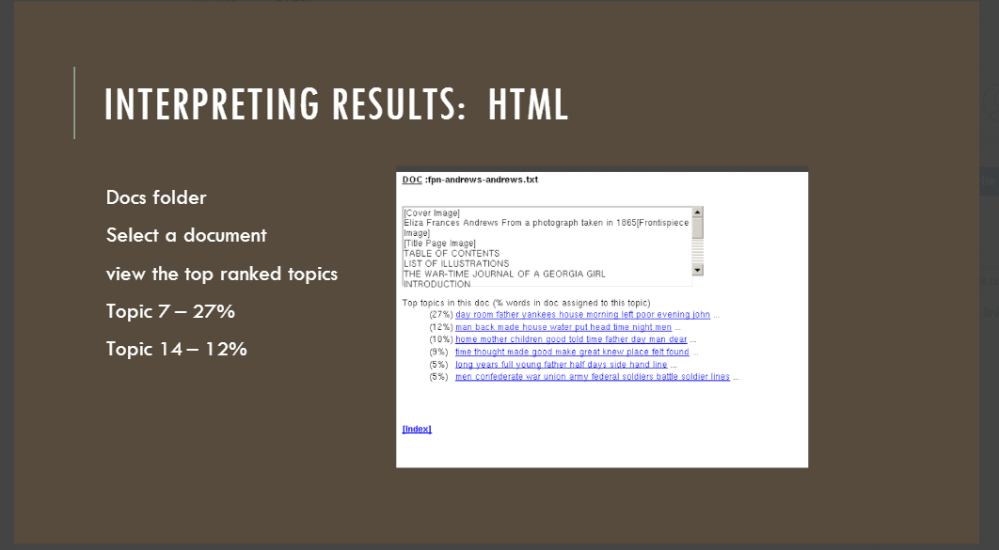 INTERPRETING RESULTS: HTML
Docs folder
Select a document
view the top ranked topics
Topic 7 – 27%
Topic 14 – 12%
DOC :fpn-andrews-andrews.txt
[Cover Image]
Eliza Frances Andrews From a photograph taken in 1865[Frontispiece
Image]
[Title Page Image]
TABLE OF CONTENTS
LIST OF ILLUSTRATIONS
THE WAR-TIME JOURNAL OF A GEORGIA GIRL
INTRODUCTION
Top topics in this doc (% words in doc assigned to this topic)
(27%) day room father yankees house morning left poor evening john ...
(12%) man back made house water put head time night men ...
(10%) home mother children good told time father day man dear ...
(9%) time thought made good make great knew place felt found ...
(5%) long years full young father half days side hand line ...
(5%) men confederate war union army federal soldiers battle soldier lines ...
[Index]